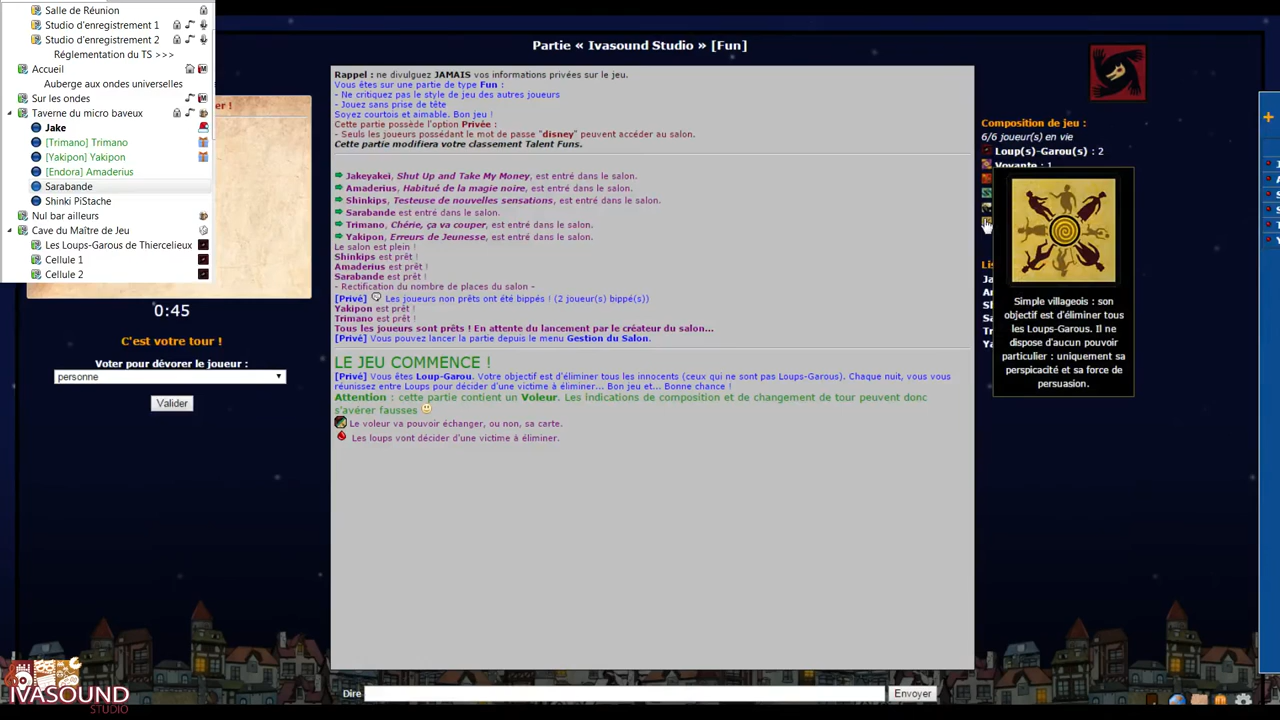 Salle de Réunion
Studio d'enregistrement 1
Studio d'enregistrement 2
Réglementation du TS >>>
Accueil
Auberge aux ondes universelles
Sur les ondes
Taverne du micro baveux
Jake
[Trimano] Trimano
[Yakipon] Yakipon
[Endora] Amaderius
Sarabande
Shinki PiStache
Nul bar ailleurs
Cave du Maître de Jeu
Les Loups-Garous de Thiercelieux
Cellule 1
Cellule 2
0:45
C'est votre tour !
Voter pour dévorer le joueur :
personne
Valider
IVASOUND
STUDIO
Partie « Ivasound Studio » [Fun]
Rappel : ne divulguez JAMAIS vos informations privées sur le jeu.
Vous êtes sur une partie de type Fun :
- Ne critiquez pas le style de jeu des autres joueurs
- Jouez sans prise de tête
Soyez courtois et aimable. Bon jeu !
Cette partie possède l'option Privée :
- Seuls les joueurs possédant le mot de passe "disney" peuvent accéder au salon.
Cette partie modifiera votre classement Talent Funs.
Jakeyakei, Shut Up and Take My Money, est entré dans le salon.
Amaderius, Habitué de la magie noire, est entré dans le salon.
Shinkips, Testeuse de nouvelles sensations, est entré dans le salon.
Sarabande est entré dans le salon.
Trimano, Chérie, ça va couper, est entré dans le salon.
Yakipon, Erreurs de Jeunesse, est entré dans le salon.
Le salon est plein !
Shinkips est prêt !
Amaderius est prêt !
Sarabande est prêt !
- Rectification du nombre de places du salon -
[Privé] Les joueurs non prêts ont été bippés ! (2 joueur(s) bippé(s))
Yakipon est prêt !
Trimano est prêt !
Tous les joueurs sont prêts ! En attente du lancement par le créateur du salon...
[Privé] Vous pouvez lancer la partie depuis le menu Gestion du Salon.
LE JEU COMMENCE !
[Privé] Vous êtes Loup-Garou. Votre objectif est d'éliminer tous les innocents (ceux qui ne sont pas Loups-Garous). Chaque nuit, vous vous
réunissez entre Loups pour décider d'une victime à éliminer... Bon jeu et... Bonne chance !
Attention : cette partie contient un Voleur. Les indications de composition et de changement de tour peuvent donc
s'avérer fausses
Le voleur va pouvoir échanger, ou non, sa carte.
Les loups vont décider d'une victime à éliminer.
Dire
Envoyer
Composition de jeu :
6/6 joueur(s) en vie
Loup(s)-Garou(s) : 2
Voyante : 1
Simple villageois : son
objectif est d'éliminer tous
les Loups-Garous. Il ne
dispose d'aucun pouvoir
particulier : uniquement sa
perspicacité et sa force de
persuasion.